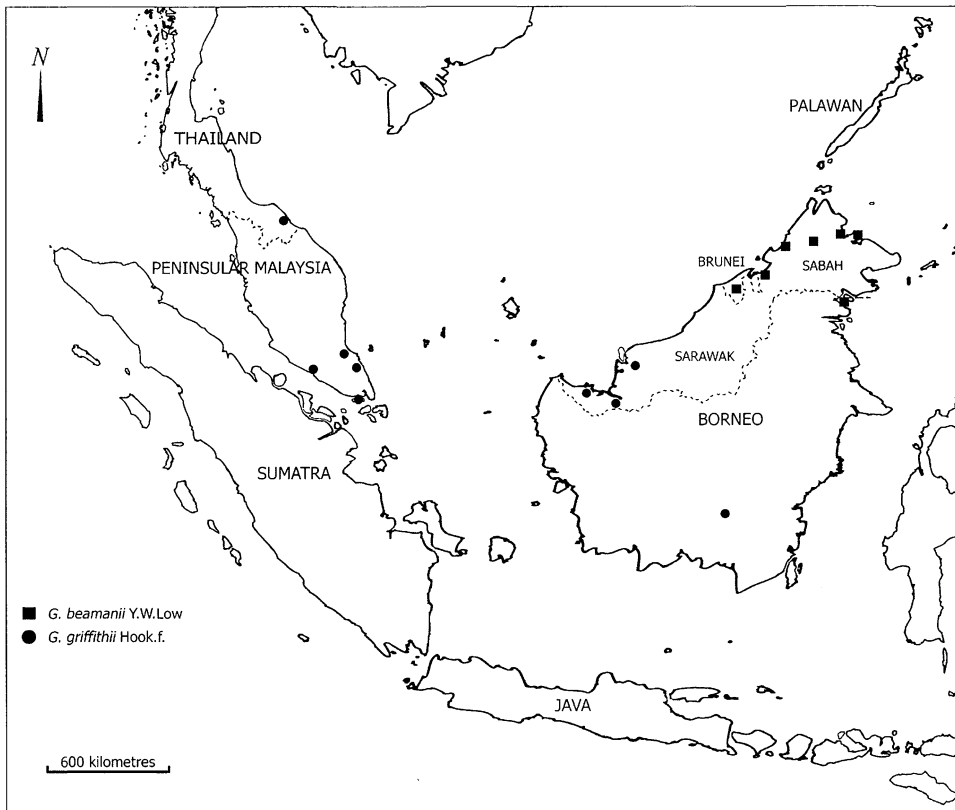 N
PALAWAN
THAILAND
PENINSULAR MALAYSIA
BRUNEI
SABAH
SARAWAK
BORNEO
SUMATRA
G. beamanii Y.W.Low
G. griffithii Hook.f.
JAVA
600 kilometres